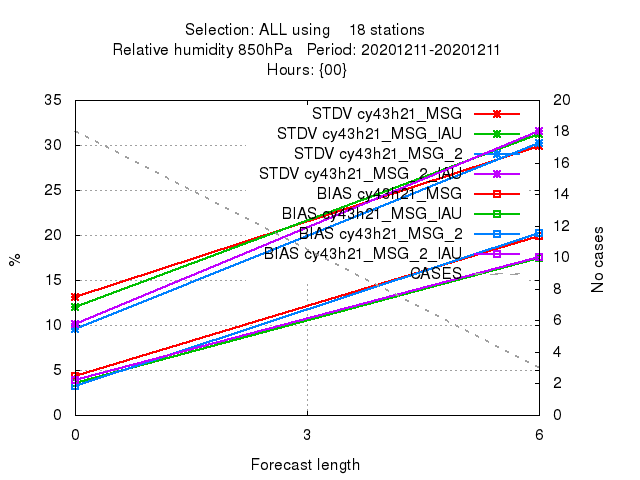 Selection: ALL using    18 stations
Relative humidity 850hPa   Period: 20201211-20201211
Hours: {00}
35
30
25
20
15
10
5
0
%
20
18
16
14
12
10
8
6
4
2
0
No cases
STDV cy43h21_MSG
STDV cy43h21_MSG_IAU
STDV cy43h21_MSG_2
STDV cy43h21_MSG_2_IAU
BIAS cy43h21_MSG
BIAS cy43h21_MSG_IAU
BIAS cy43h21_MSG_2
BIAS cy43h21_MSG_2_IAU
CASES
0 3 6
Forecast length